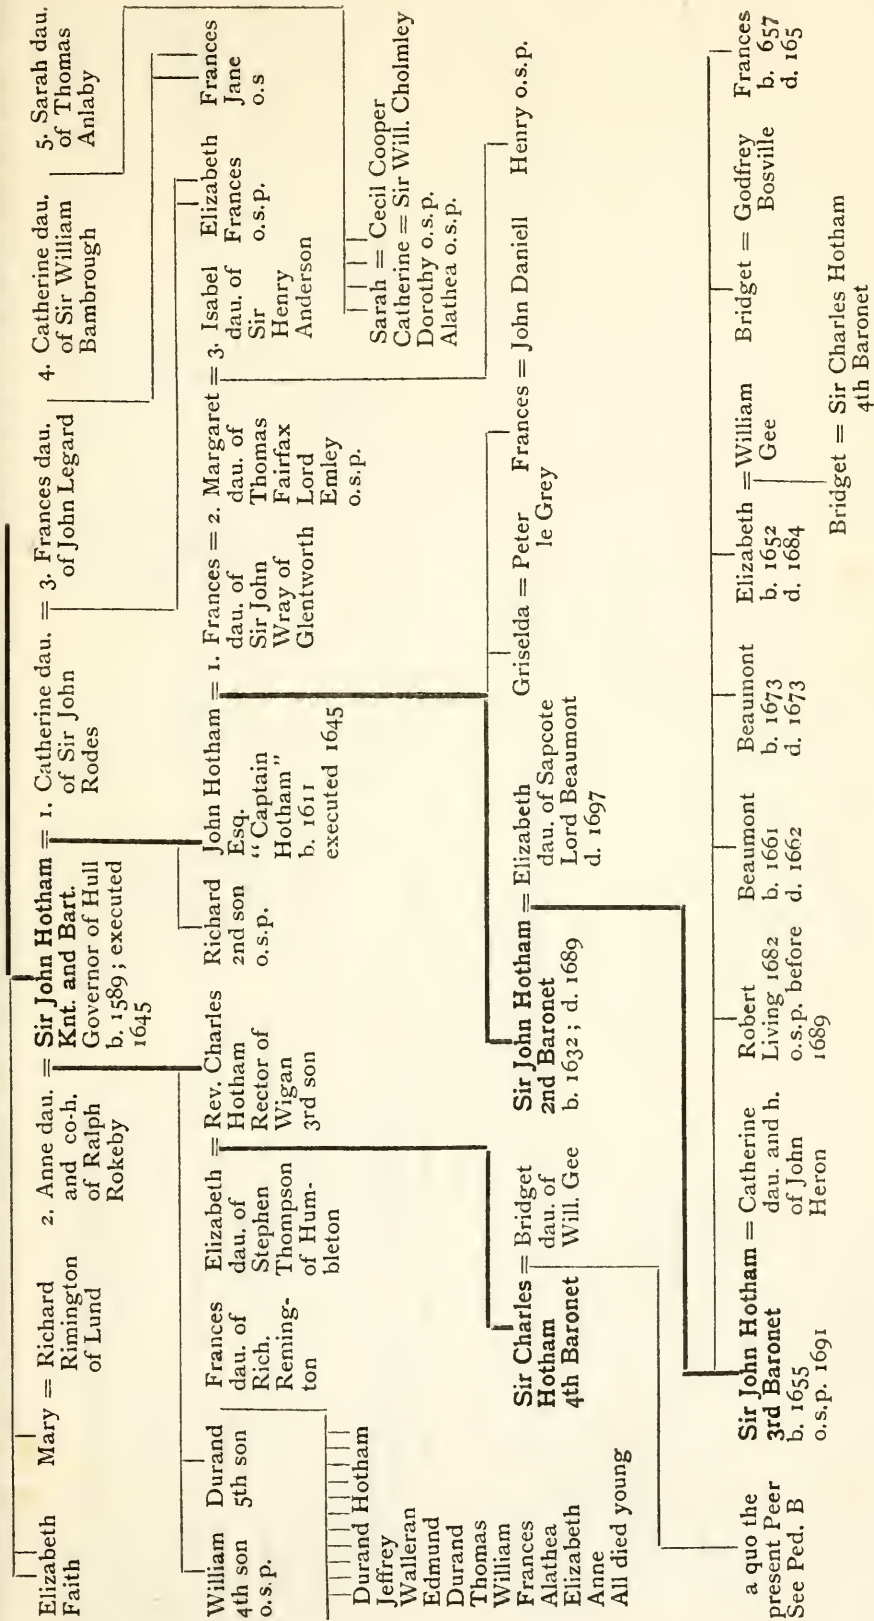 Elizabeth
Faith
Mary = Richard
Rimington
of Lund
2. Anne dau. =
and co-h.
of Ralph
Rokeby
Sir John Hotham = 1. Catherine dau. = 3. Frances dau.
Knt. and Bart.
Governor of Hull
b. 1589; executed
1645
of Sir John
Rodes
of John Legard
4. Catherine dau.
of Sir William
Bambrough
5. Sarah dau.
of Thomas
Anlaby
William
4th son
o.s.p.
Durand
5th son
Frances
dau. of
Rich.
Reming-
ton
Elizabeth = Rev. Charles
dau. of
Stephen
Thompson
of Hum-
bleton
Hotham
Rector of
Wigan
3rd son
Richard
2nd son
o.s.p.
John Hotham = 1. Frances = 2. Margaret = 3. Isabel
Esq.
"Captain
Hotham"
b. 1611
executed 1645
dau. of
Sir John
Wray of
Glentworth
dau. of
Thomas
Fairfax
Lord
Emley
o.s.p.
dau. of
Sir
Henry
Anderson
Elizabeth
Frances
o.s.p.
Frances
Jane
o.s
Durand Hotham
Jeffrey
Walleran
Edmund
Durand
Thomas
William
Frances
Alathea
Elizabeth
Anne
All died young
Sarah = Cecil Cooper
Catherine = Sir Will. Cholmley
Dorothy o.s.p.
Alathea o.s.p.
Sir Charles = Bridget
Hotham
4th Baronet
dau. of
Will. Gee
Sir John Hotham = Elizabeth
2nd Baronet
b. 1632; d. 1689
dau. of Sapcote
Lord Beaumont
d. 1697
Griselda = Peter
le Grey
Frances = John Daniell
Henry o.s.p.
a quo the
present Peer
See Ped. B
Sir John Hotham = Catherine
3rd Baronet
b. 1655
o.s.p. 1691
dau. and h.
of John
Heron
Robert
Living 1682
o.s.p. before
1689
Beaumont
b. 1661
d. 1662
Beaumont
b. 1673
d. 1673
Elizabeth = William
b. 1652
d. 1684
Gee
Bridget = Godfrey
Bosville
Frances
b. 657
d. 165
Bridget = Sir Charles Hotham
4th Baronet